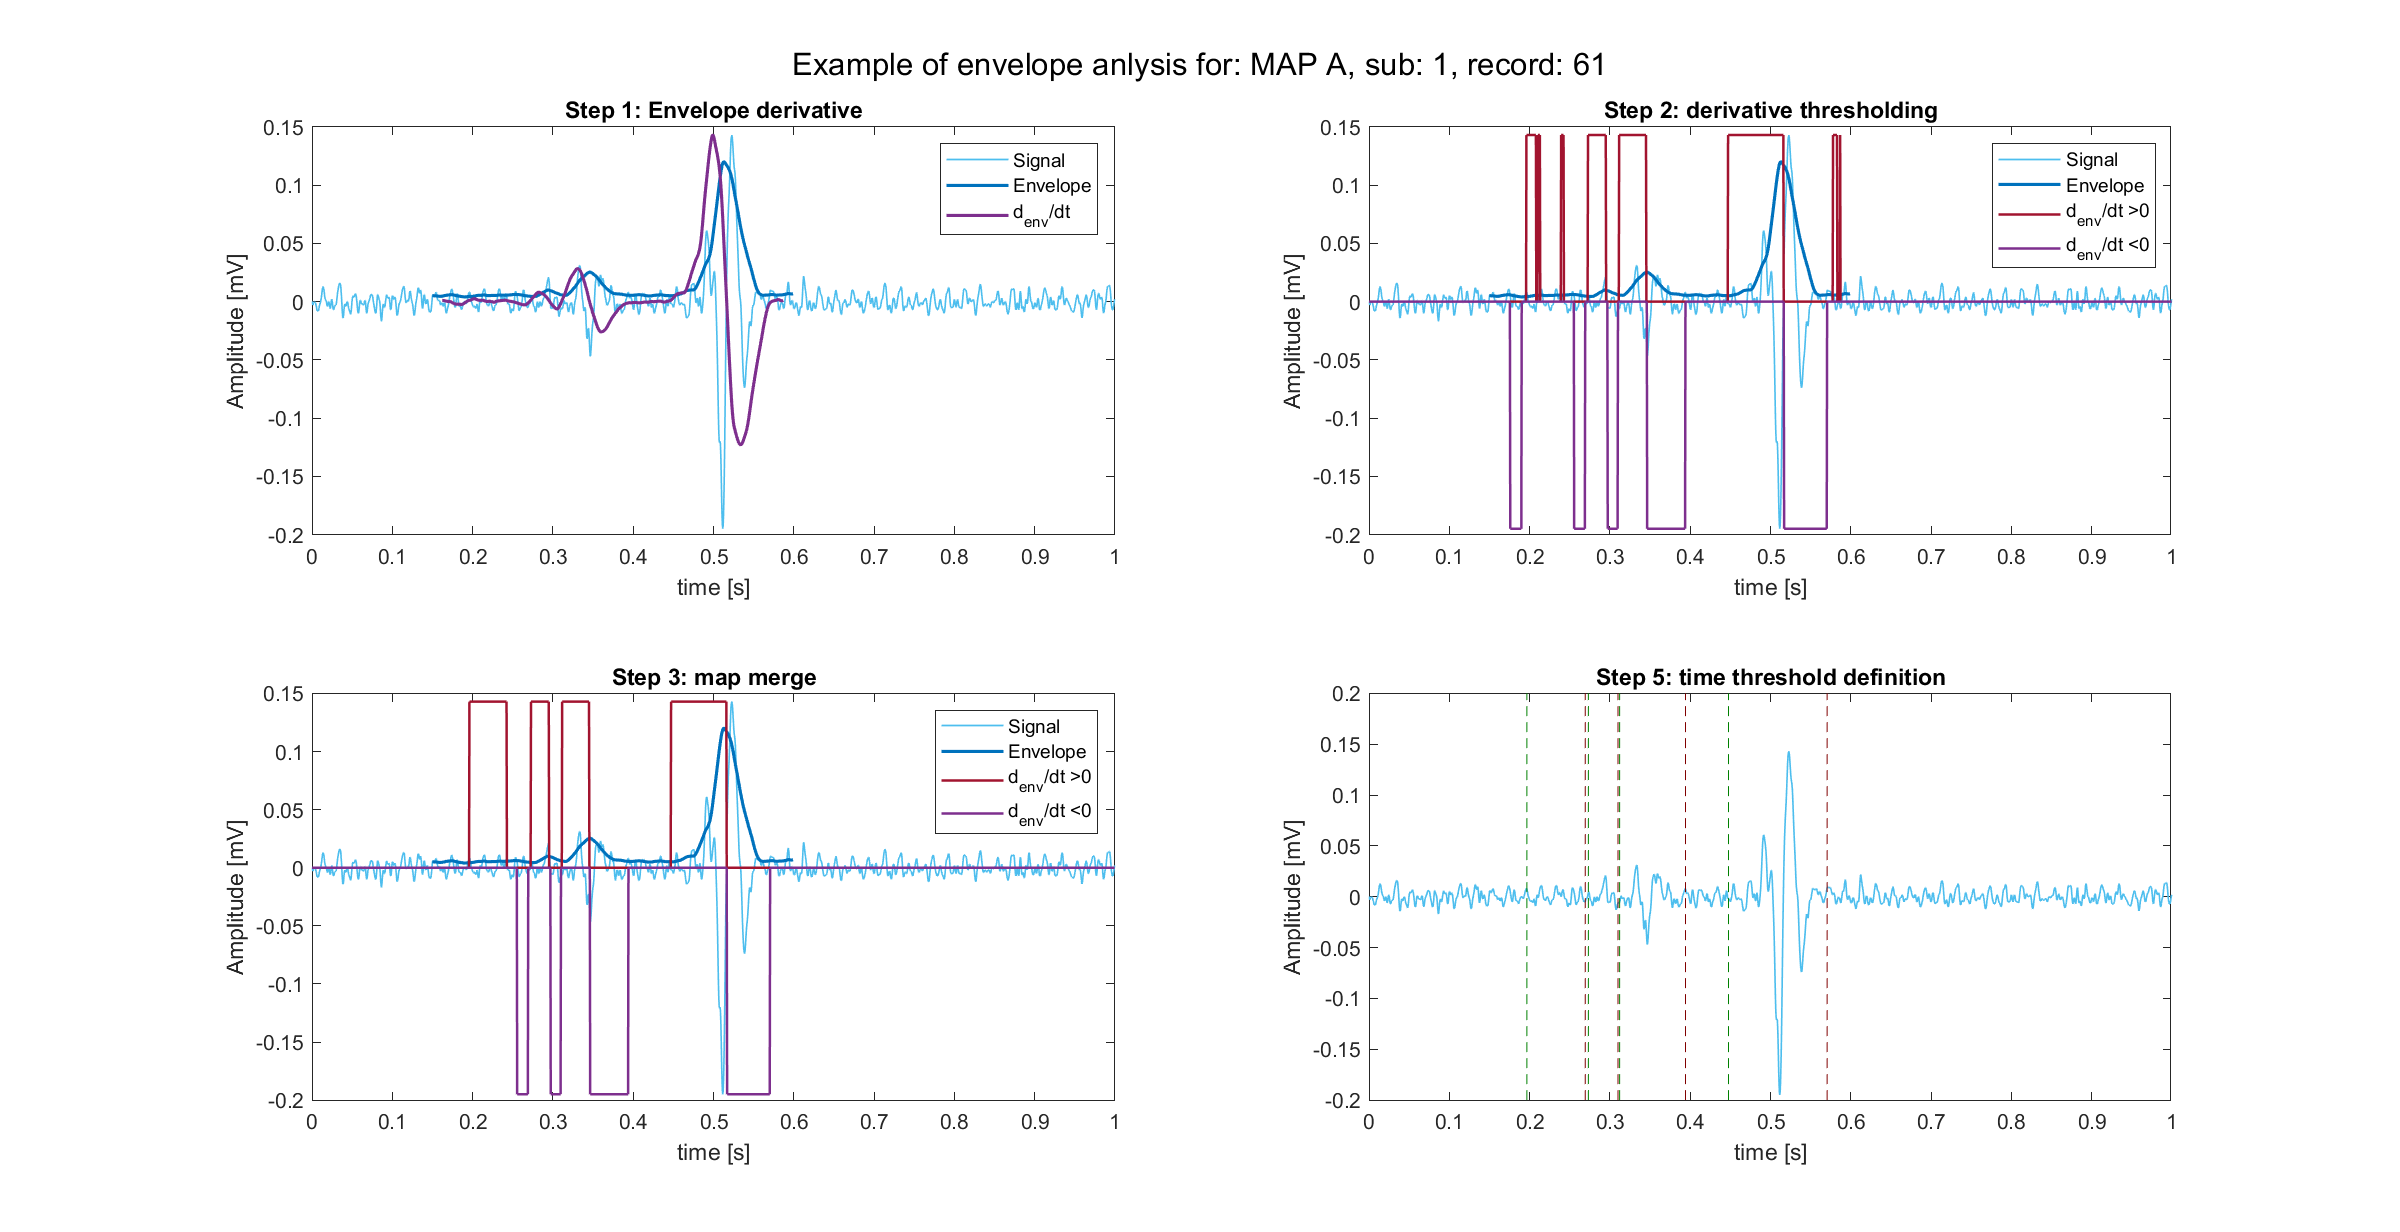 Example of envelope anlysis for: MAP A, sub: 1, record: 61
Step 1: Envelope derivative
0.15
0.1
0.05
0
-0.05
-0.1
-0.15
-0.2
Amplitude [mV]
0 0.1 0.2 0.3 0.4 0.5 0.6 0.7 0.8 0.9 1
time [s]
Signal
Envelope
d_env/dt
Step 2: derivative thresholding
0.15
0.1
0.05
0
-0.05
-0.1
-0.15
-0.2
Amplitude [mV]
0 0.1 0.2 0.3 0.4 0.5 0.6 0.7 0.8 0.9 1
time [s]
Signal
Envelope
d_env/dt >0
d_env/dt <0
Step 3: map merge
0.15
0.1
0.05
0
-0.05
-0.1
-0.15
-0.2
Amplitude [mV]
0 0.1 0.2 0.3 0.4 0.5 0.6 0.7 0.8 0.9 1
time [s]
Signal
Envelope
d_env/dt >0
d_env/dt <0
Step 5: time threshold definition
0.2
0.15
0.1
0.05
0
-0.05
-0.1
-0.15
-0.2
Amplitude [mV]
0 0.1 0.2 0.3 0.4 0.5 0.6 0.7 0.8 0.9 1
time [s]